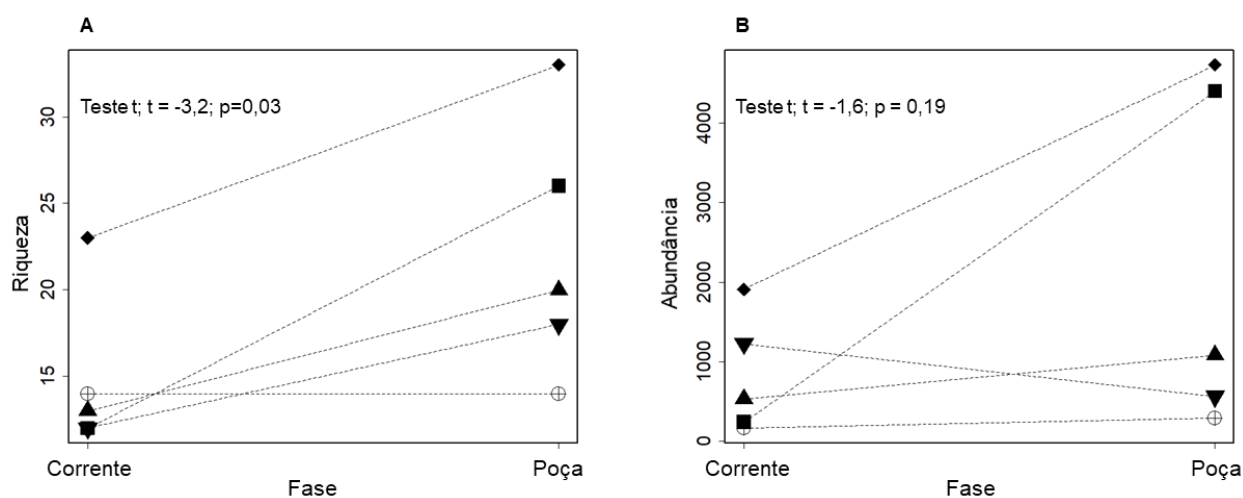 A
Teste t; t = -3,2; p=0,03
Riqueza
30
25
20
15
Corrente
Poça
Fase
B
Teste t; t = -1,6; p = 0,19
Abundância
4000
3000
2000
1000
0
Corrente
Poça
Fase